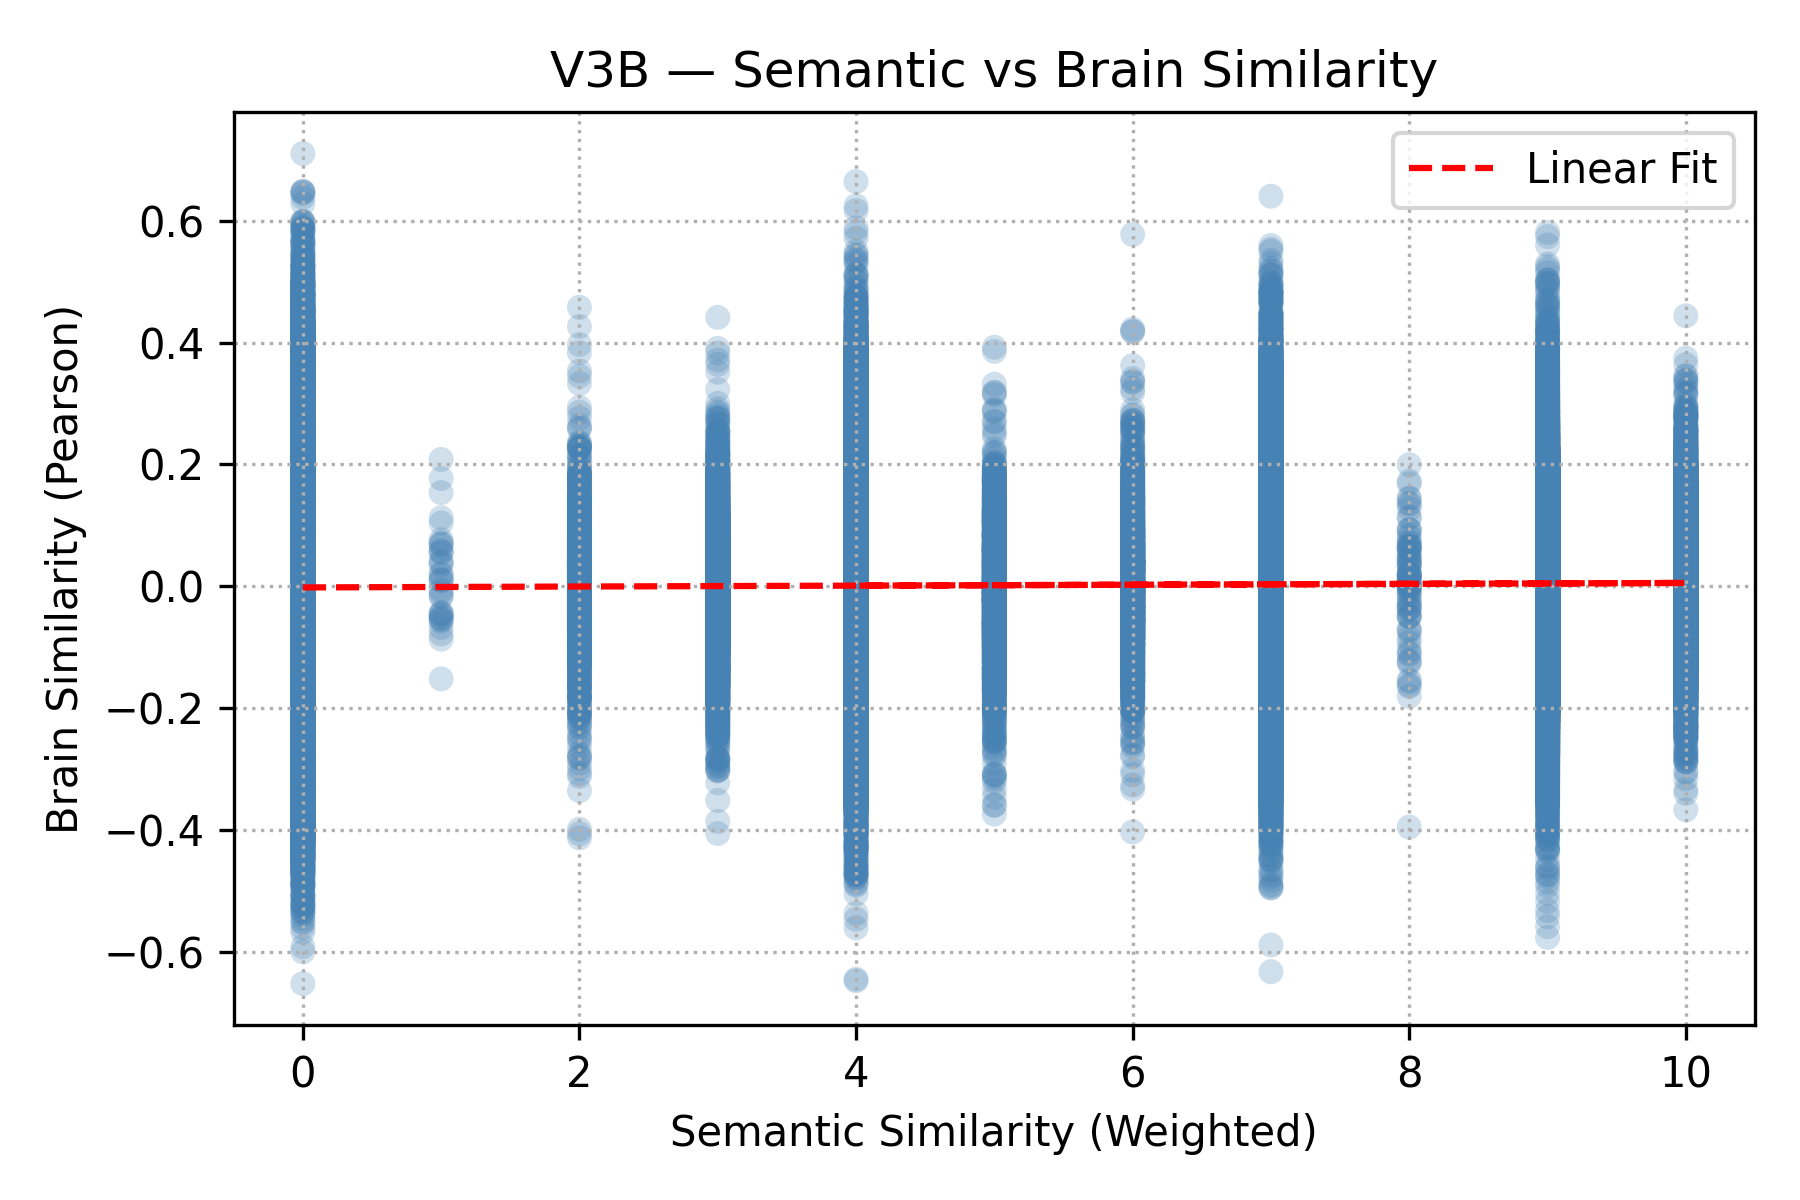 V3B — Semantic vs Brain Similarity
Linear Fit
Brain Similarity (Pearson)
0.6
0.4
0.2
0.0
−0.2
−0.4
−0.6
0 2 4 6 8 10
Semantic Similarity (Weighted)